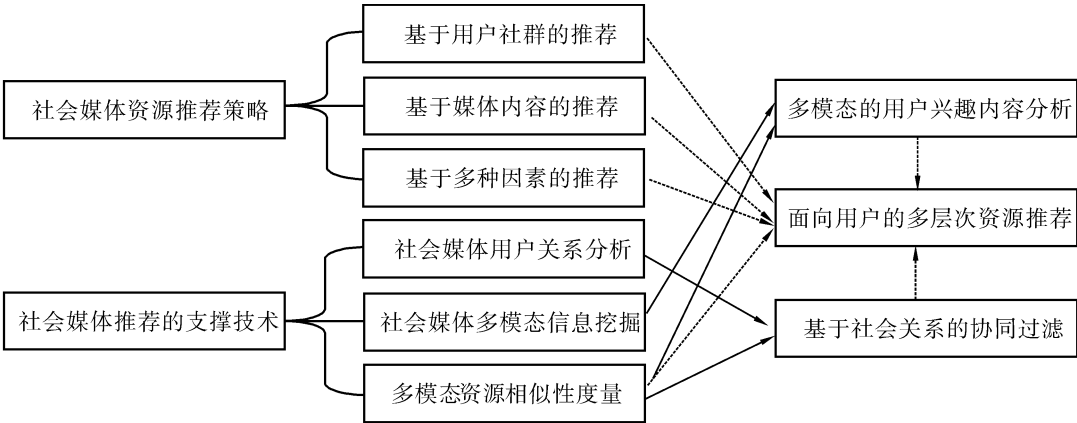 社会媒体资源推荐策略
基于用户社群的推荐
基于媒体内容的推荐
基于多种因素的推荐
社会媒体推荐的支撑技术
社会媒体用户关系分析
社会媒体多模态信息挖掘
多模态资源相似性度量
多模态的用户兴趣内容分析
面向用户的多层次资源推荐
基于社会关系的协同过滤